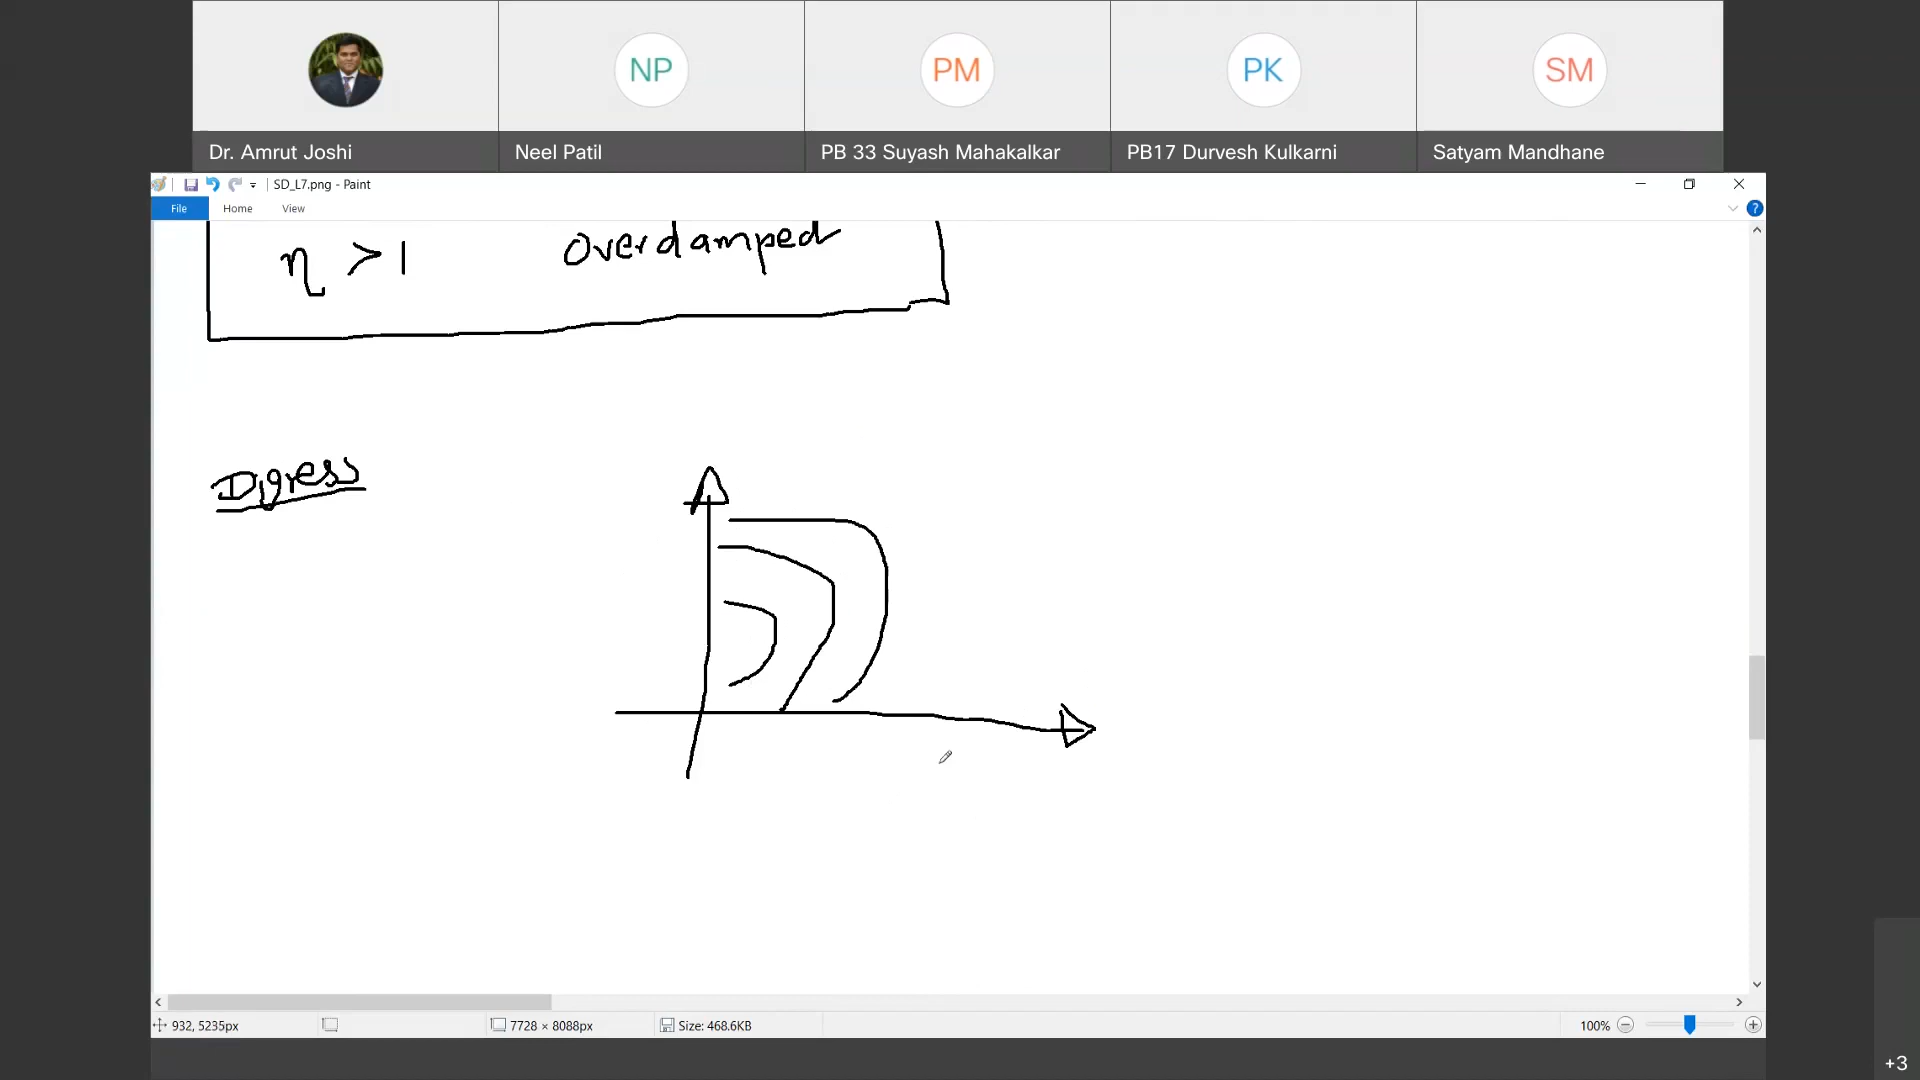 NP
PM
PK
SM
Dr. Amrut Joshi
Neel Patil
PB 33 Suyash Mahakalkar
PB17 Durvesh Kulkarni
Satyam Mandhane
SD_L7.png - Paint
File
Home
View
?
η > 1 overdamped
Digress
932, 5235px
7728 × 8088px
Size: 468.6KB
100%
+3